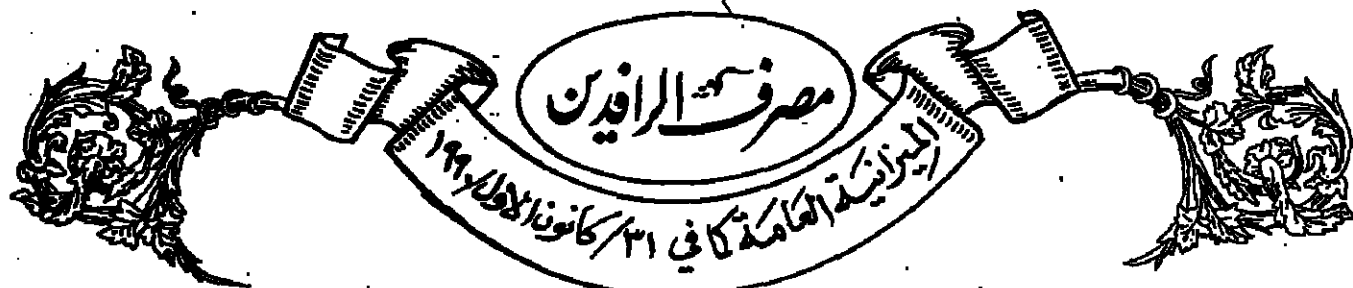 مصرف الرافدين
الميزانية العامة كما في ٣١/كانون الاول/